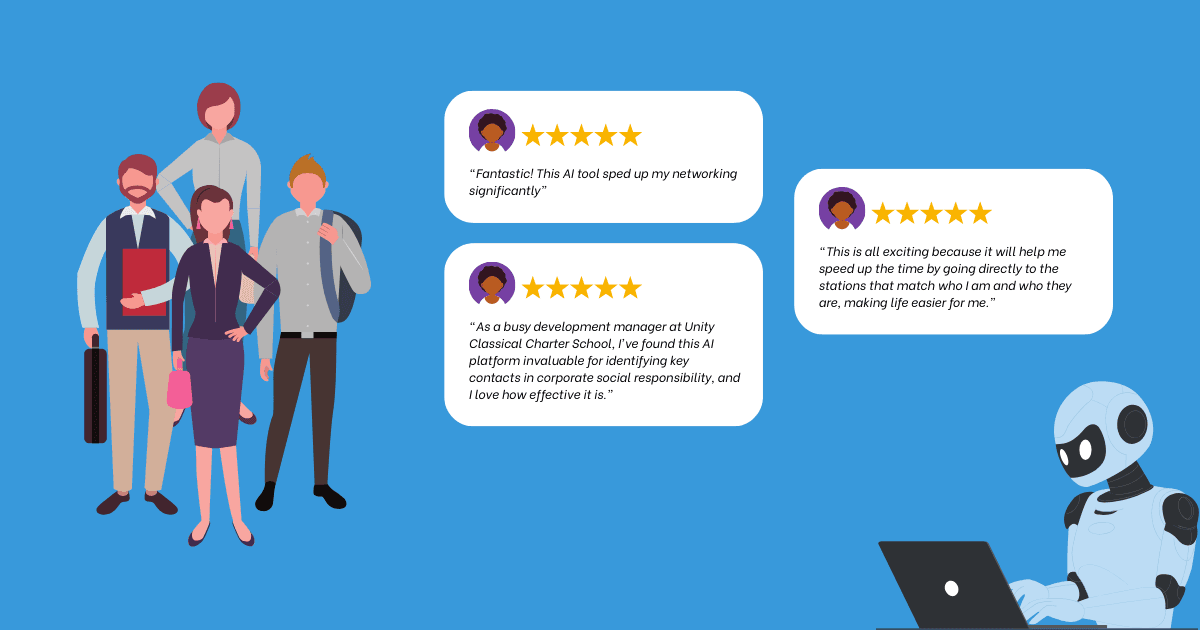 “Fantastic! This AI tool sped up my networking
significantly”
“As a busy development manager at Unity
Classical Charter School, I’ve found this AI
platform invaluable for identifying key
contacts in corporate social responsibility, and
I love how effective it is.”
“This is all exciting because it will help me
speed up the time by going directly to the
stations that match who I am and who they
are, making life easier for me.”